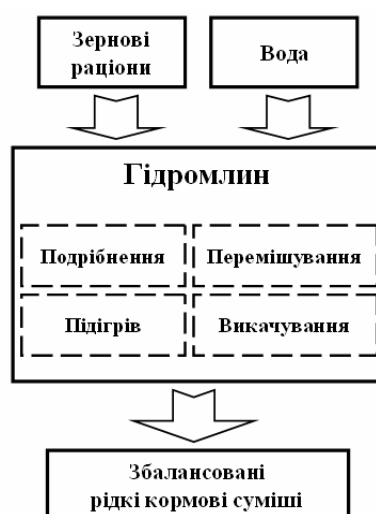 Зернові
раціони
Вода
Гідромлин
Подрібнення
Перемішування
Підігрів
Викачування
Збалансовані
рідкі кормові суміші